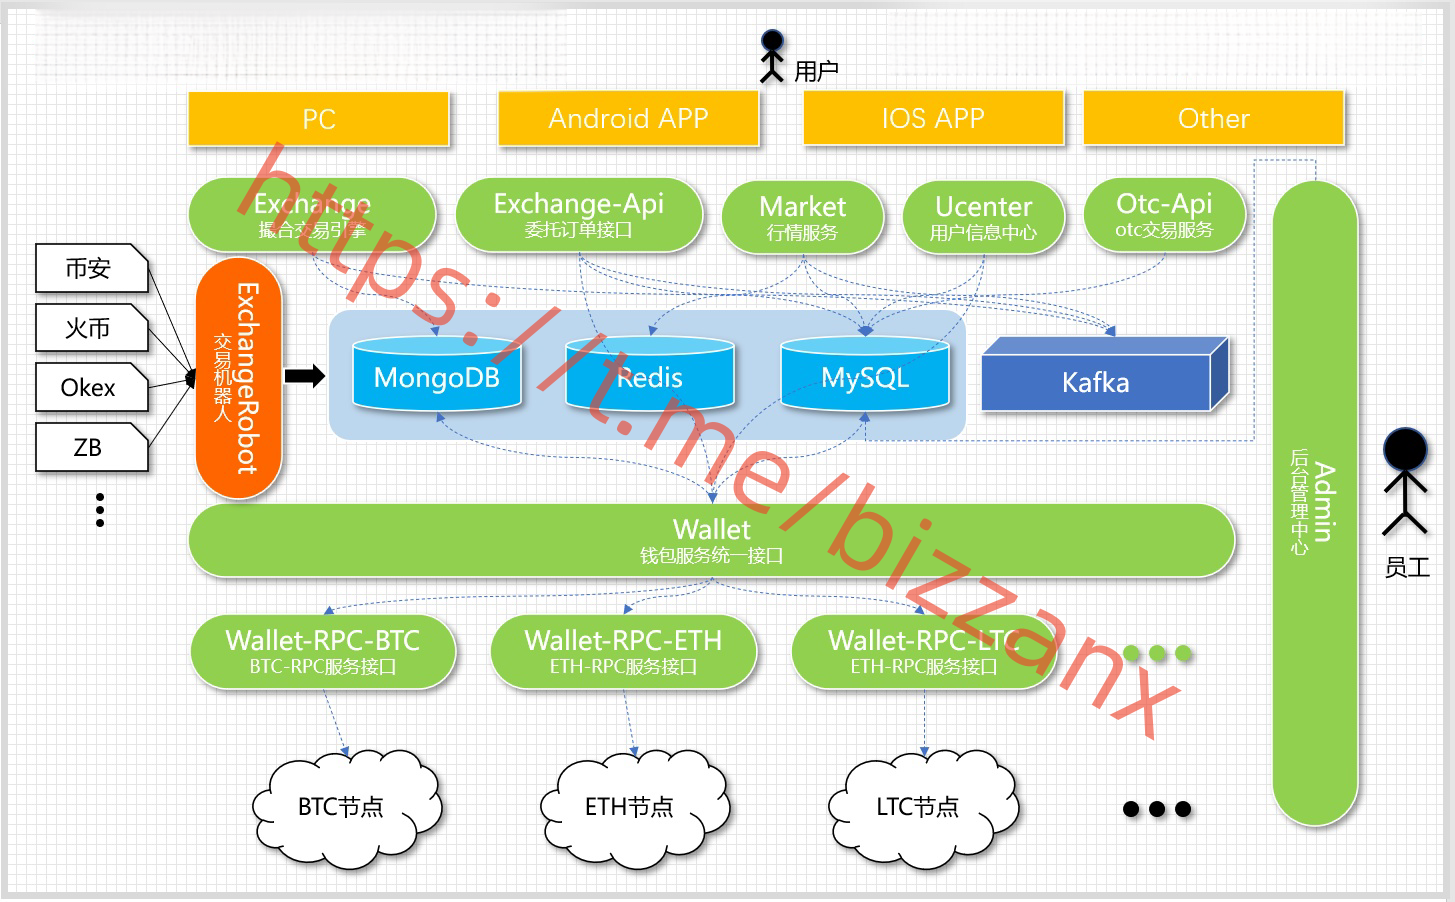 用户
PC
Android APP
IOS APP
Other
Exchange
撮合交易引擎
Exchange-Api
委托订单接口
Market
行情服务
Ucenter
用户信息中心
Otc-Api
otc交易服务
币安
火币
Okex
ZB
ExchangeRobot
交易机器人
MongoDB
Redis
MySQL
Kafka
Admin
后台管理中心
员工
Wallet
钱包服务统一接口
Wallet-RPC-BTC
BTC-RPC服务接口
Wallet-RPC-ETH
ETH-RPC服务接口
Wallet-RPC-LTC
ETH-RPC服务接口
BTC节点
ETH节点
LTC节点
https://t.me/bizzanx